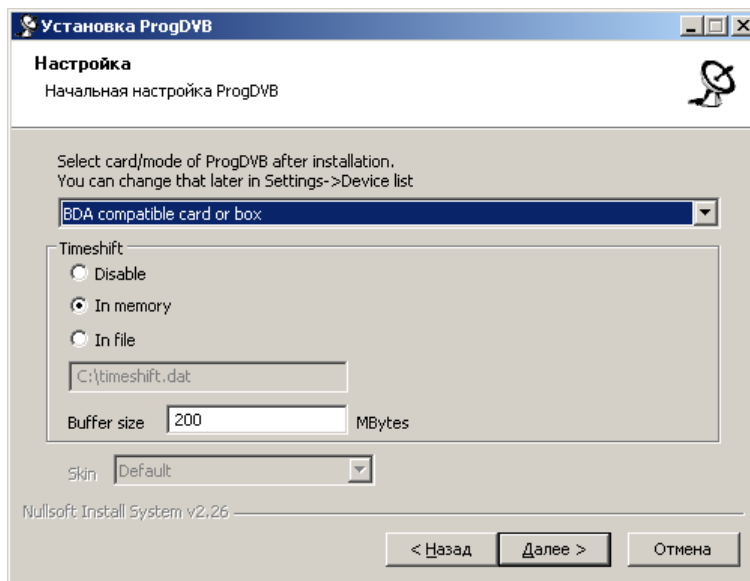 Установка ProgDVB
Настройка
Начальная настройка ProgDVB
Select card/mode of ProgDVB after installation.
You can change that later in Settings->Device list
BDA compatible card or box
Timeshift
Disable
In memory
In file
C:\timeshift.dat
Buffer size 200 MBytes
Skin Default
Nullsoft Install System v2.26
< Назад Далее > Отмена